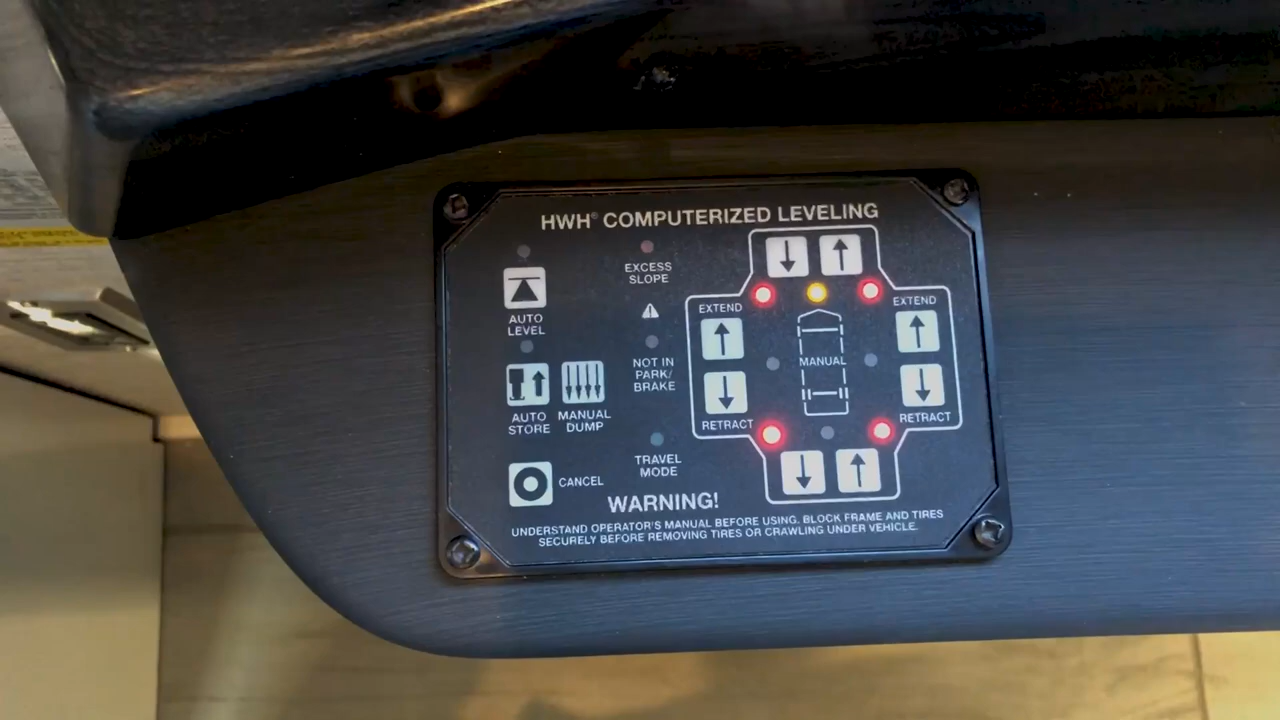 HWH® COMPUTERIZED LEVELING
EXCESS
SLOPE
AUTO
LEVEL
NOT IN
PARK/
BRAKE
AUTO
STORE
MANUAL
DUMP
TRAVEL
MODE
CANCEL
EXTEND
RETRACT
MANUAL
EXTEND
RETRACT
WARNING!
UNDERSTAND OPERATOR'S MANUAL BEFORE USING. BLOCK FRAME AND TIRES
SECURELY BEFORE REMOVING TIRES OR CRAWLING UNDER VEHICLE.